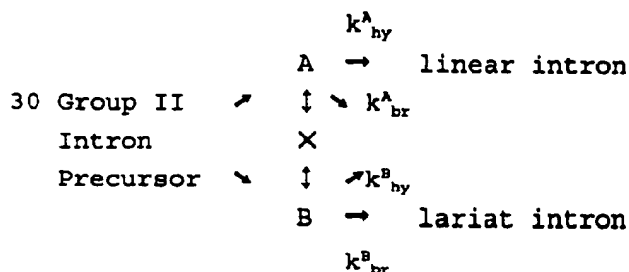 k^A_hy
A → linear intron
30 Group II ↗ ↕ ↘ k^A_br
Intron ×
Precursor ↘ ↕ ↗ k^B_hy
B → lariat intron
k^B_br